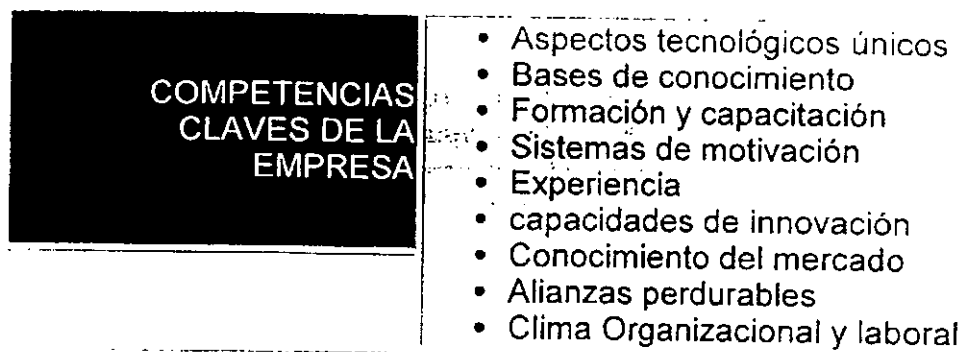 COMPETENCIAS
CLAVES DE LA
EMPRESA
• Aspectos tecnológicos únicos
• Bases de conocimiento
• Formación y capacitación
• Sistemas de motivación
• Experiencia
• capacidades de innovación
• Conocimiento del mercado
• Alianzas perdurables
• Clima Organizacional y laboral